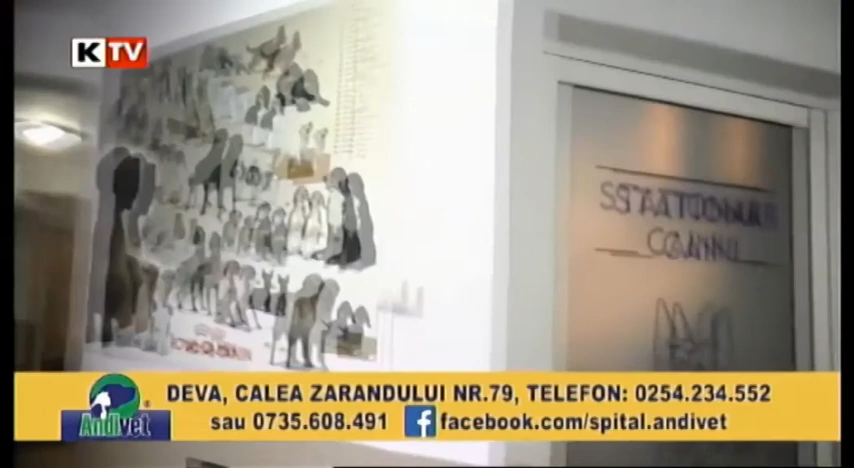 KTV
DEVA, CALEA ZARANDULUI NR.79, TELEFON: 0254.234.552
Andivet®
sau 0735.608.491 f facebook.com/spital.andivet